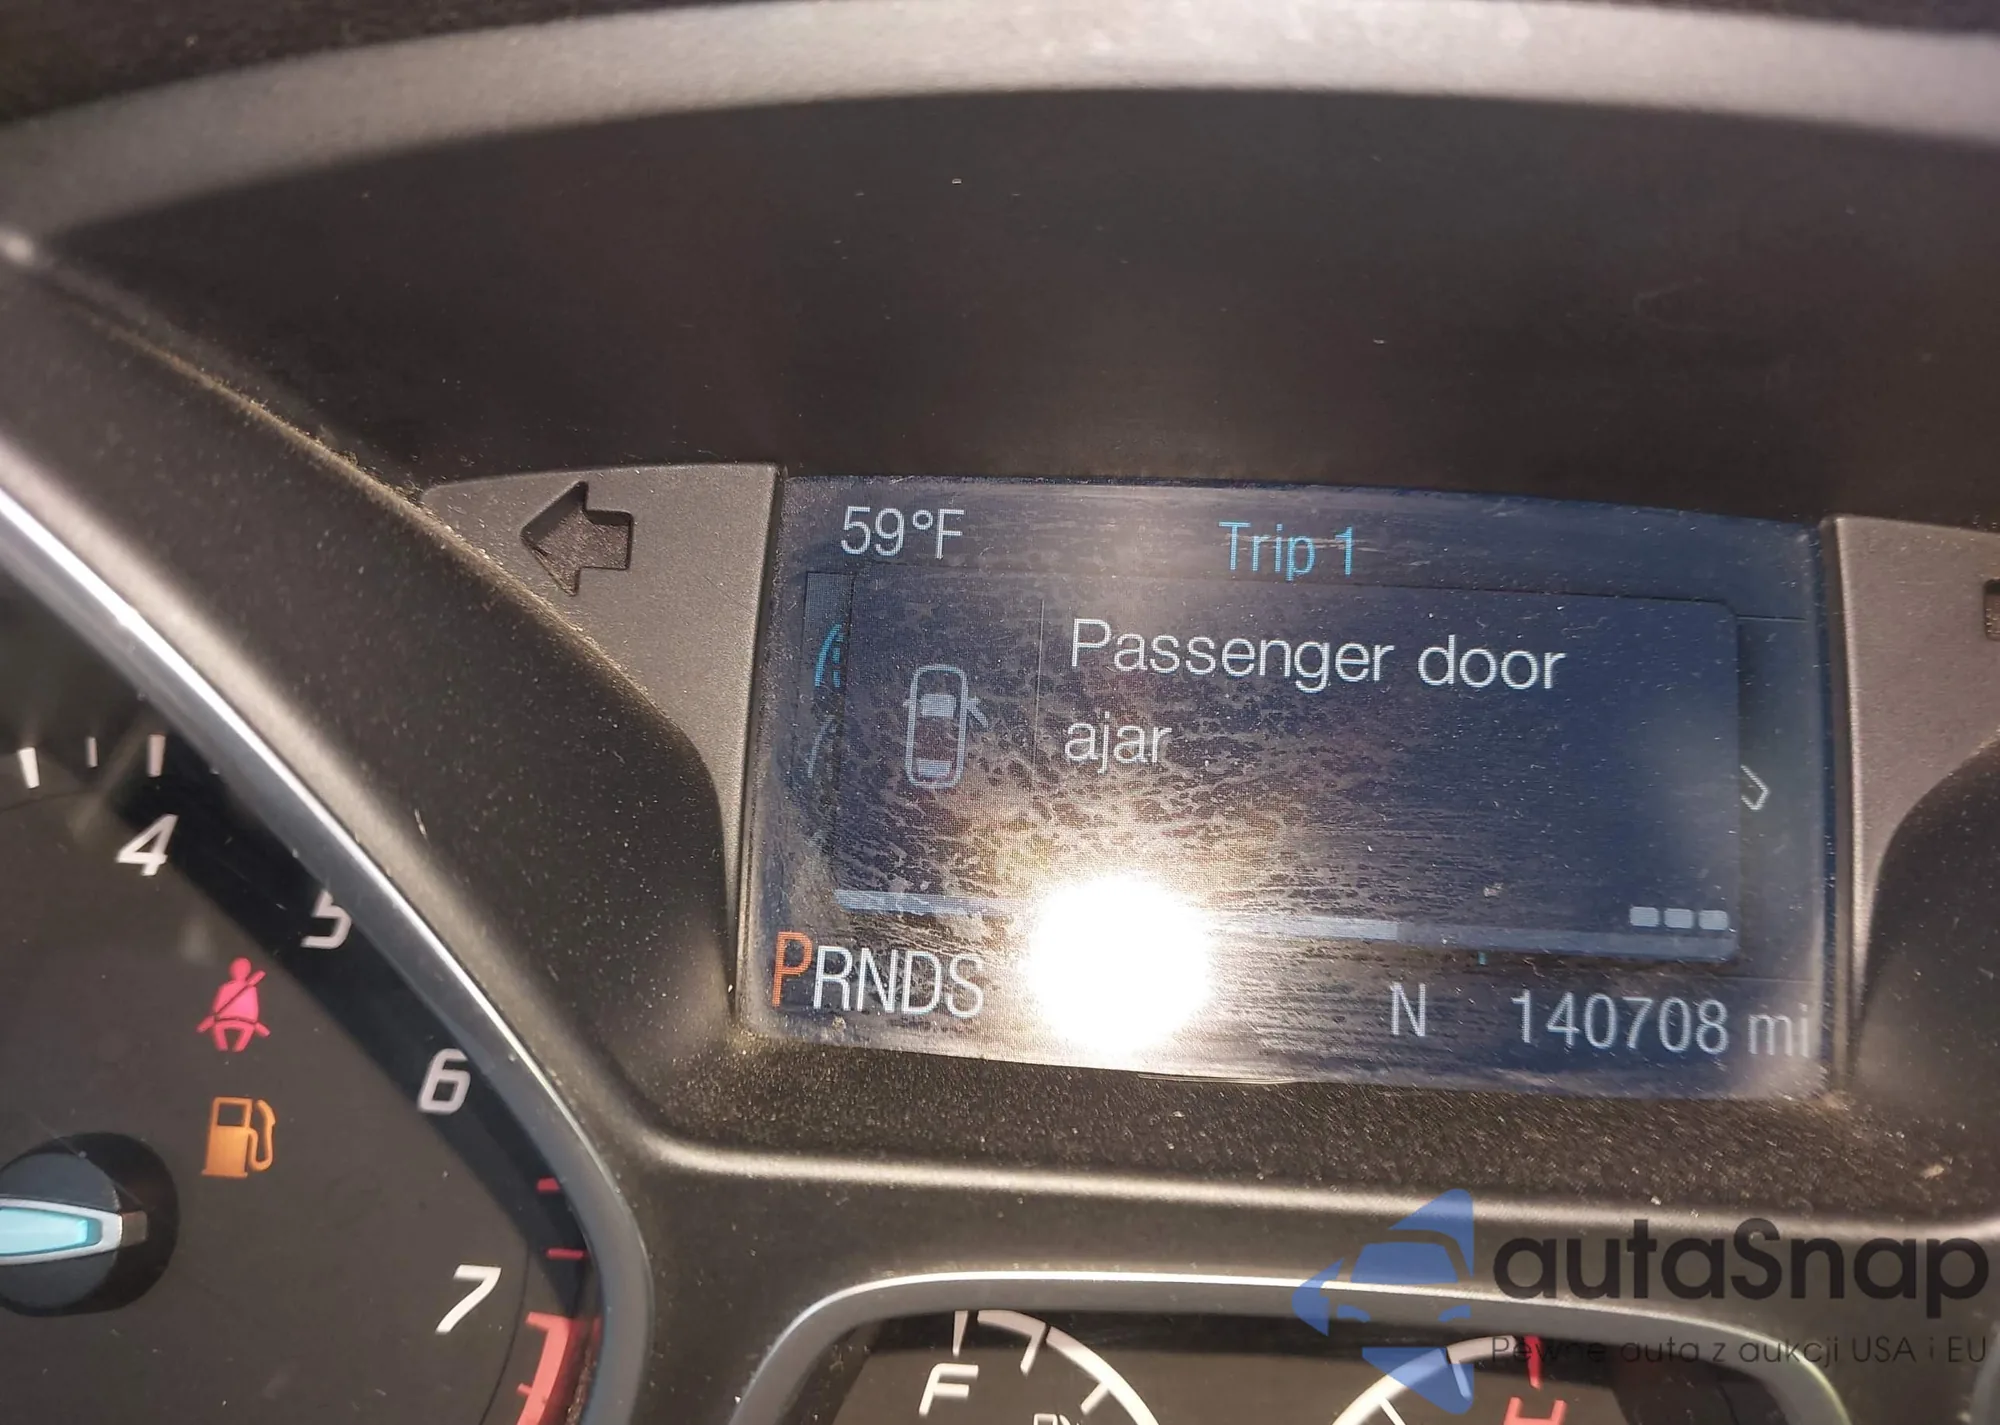 59°F
Trip 1
Passenger door
ajar
PRNDS
N
140708 mi
4
5
6
7
F
H
autaSnap
Pewne auta z aukcji USA i EU